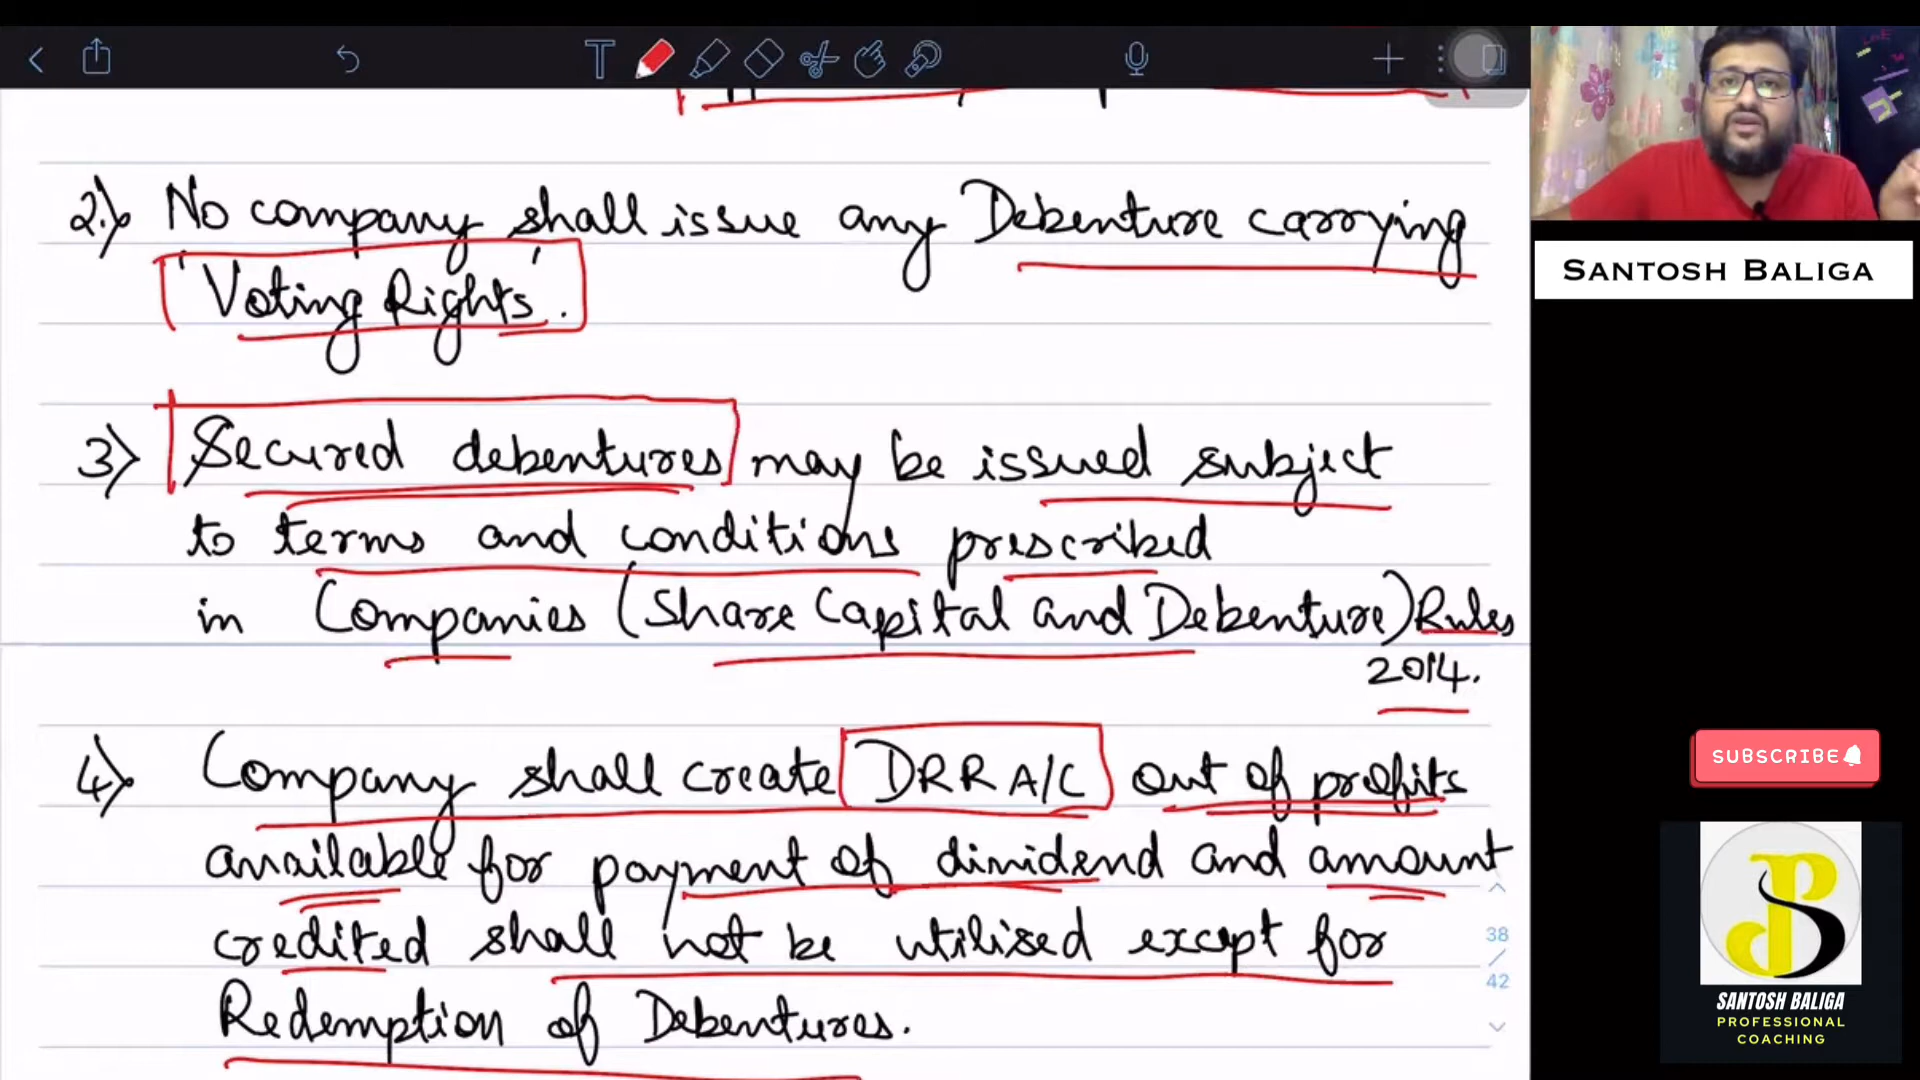 2.) No company shall issue any Debenture carrying
'Voting Rights'.
3) Secured debentures may be issued subject
to terms and conditions prescribed
in Companies (Share Capital and Debenture) Rules
2014.
4) Company shall create DRR A/C out of profits
available for payment of dividend and amount
credited shall not be utilised except for
Redemption of Debentures.
38
/
42
SANTOSH BALIGA
SUBSCRIBE
SANTOSH BALIGA
PROFESSIONAL
COACHING